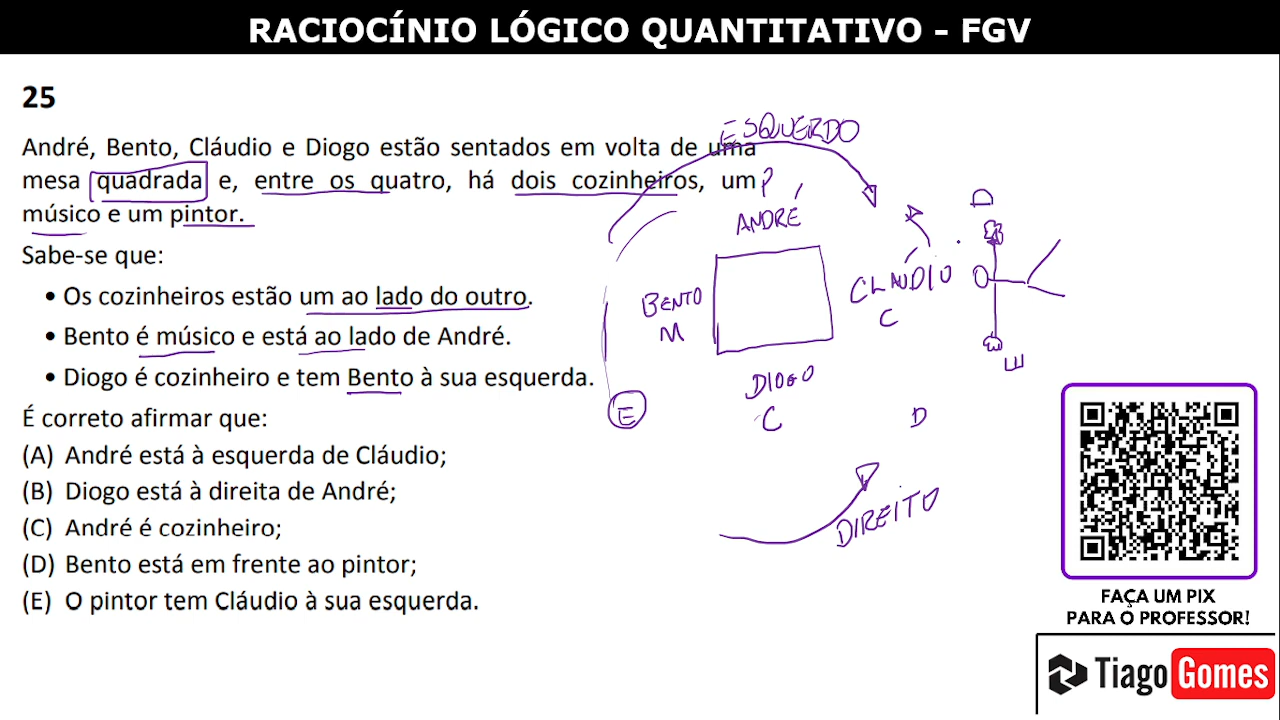 RACIOCÍNIO LÓGICO QUANTITATIVO - FGV
25
André, Bento, Cláudio e Diogo estão sentados em volta de uma
mesa quadrada e, entre os quatro, há dois cozinheiros, um
músico e um pintor.
Sabe-se que:
• Os cozinheiros estão um ao lado do outro.
• Bento é músico e está ao lado de André.
• Diogo é cozinheiro e tem Bento à sua esquerda.
É correto afirmar que:
(A) André está à esquerda de Cláudio;
(B) Diogo está à direita de André;
(C) André é cozinheiro;
(D) Bento está em frente ao pintor;
(E) O pintor tem Cláudio à sua esquerda.
ESQUERDO
P
ANDRÉ
BENTO
M
CLÁUDIO
C
DIOGO
C
E
D
DIREITO
D
E
FAÇA UM PIX
PARA O PROFESSOR!
Tiago Gomes